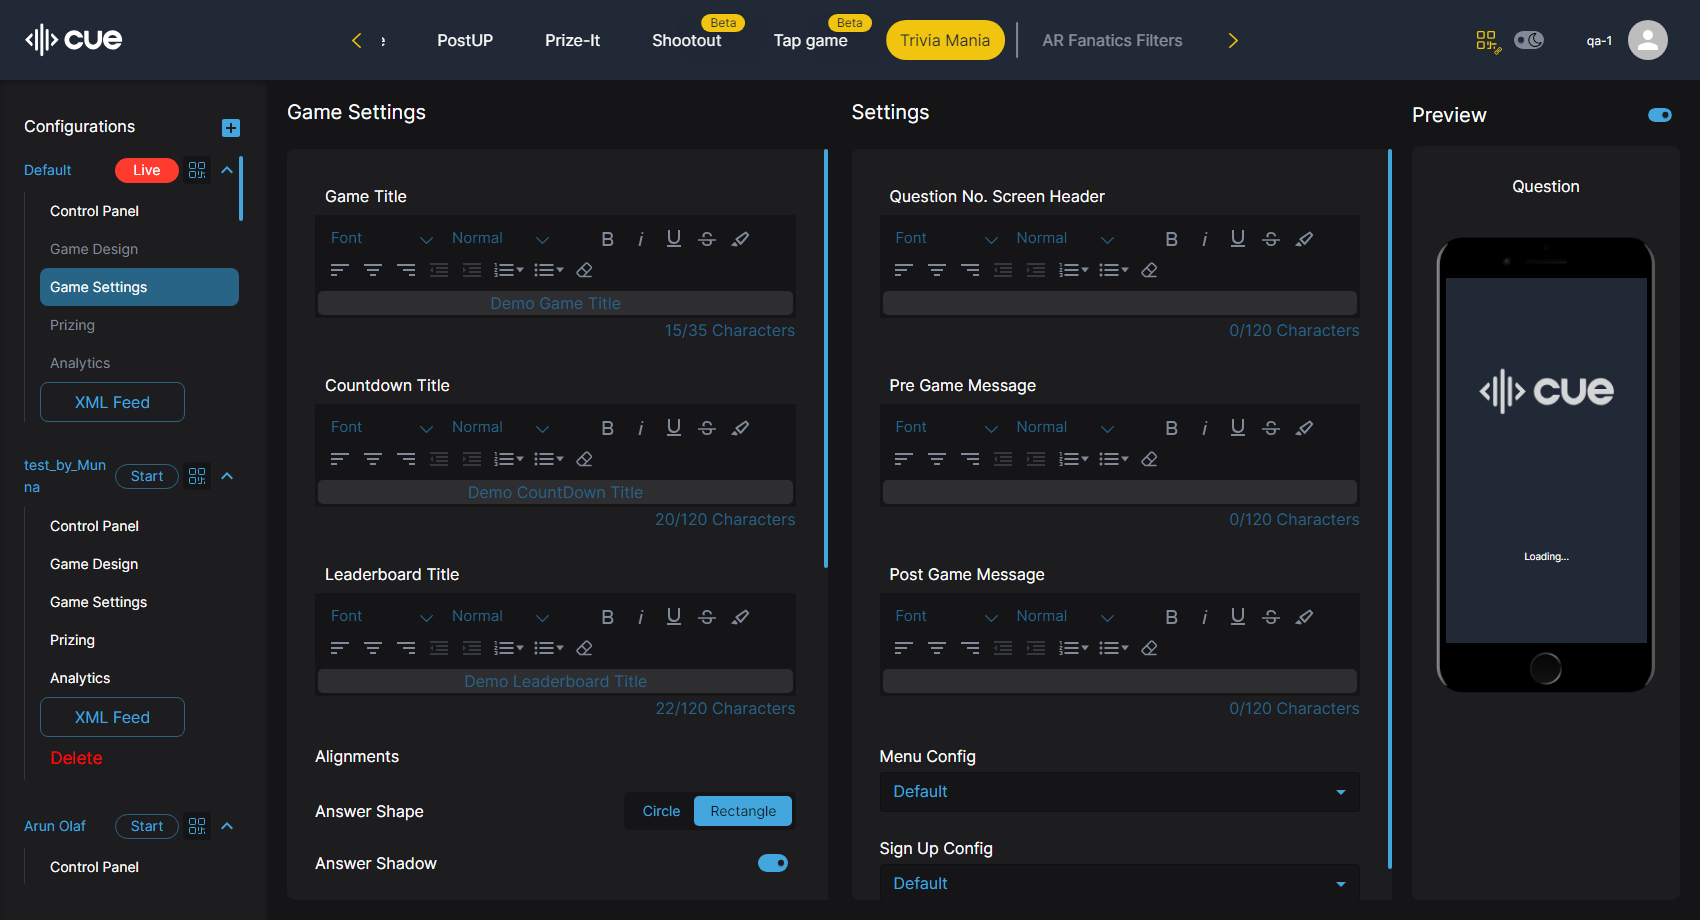 cue
PostUP
Prize-It
Shootout
Beta
Tap game
Beta
Trivia Mania
AR Fanatics Filters
qa-1
Configurations
Default
Live
Control Panel
Game Design
Game Settings
Prizing
Analytics
XML Feed
test_by_Mun
na
Start
Control Panel
Game Design
Game Settings
Prizing
Analytics
XML Feed
Delete
Arun Olaf
Start
Control Panel
Game Settings
Game Title
Font
Normal
Demo Game Title
15/35 Characters
Countdown Title
Font
Normal
Demo CountDown Title
20/120 Characters
Leaderboard Title
Font
Normal
Demo Leaderboard Title
22/120 Characters
Alignments
Answer Shape
Circle
Rectangle
Answer Shadow
Settings
Question No. Screen Header
Font
Normal
0/120 Characters
Pre Game Message
Font
Normal
0/120 Characters
Post Game Message
Font
Normal
0/120 Characters
Menu Config
Default
Sign Up Config
Default
Preview
Question
cue
Loading...